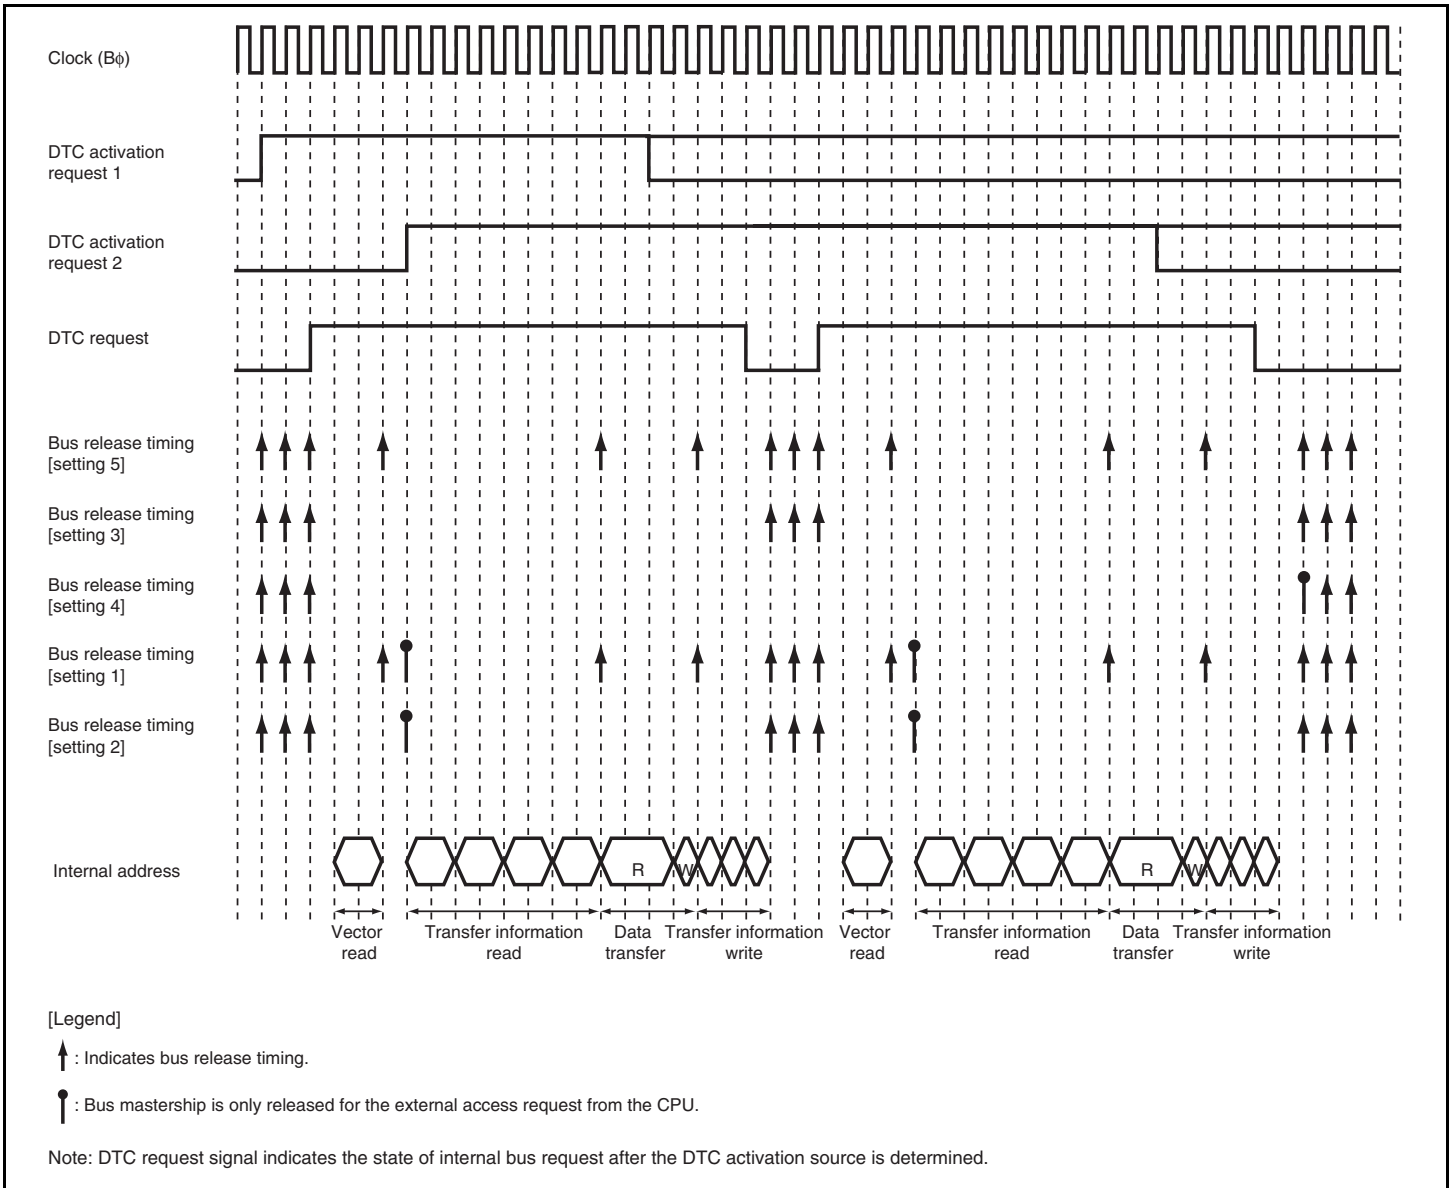 Clock (Bϕ)
DTC activation
request 1
DTC activation
request 2
DTC request
Bus release timing
[setting 5]
Bus release timing
[setting 3]
Bus release timing
[setting 4]
Bus release timing
[setting 1]
Bus release timing
[setting 2]
Internal address
R
W
R
W
Vector
read
Transfer information
read
Data
transfer
Transfer information
write
Vector
read
Transfer information
read
Data
transfer
Transfer information
write
[Legend]
: Indicates bus release timing.
: Bus mastership is only released for the external access request from the CPU.
Note: DTC request signal indicates the state of internal bus request after the DTC activation source is determined.